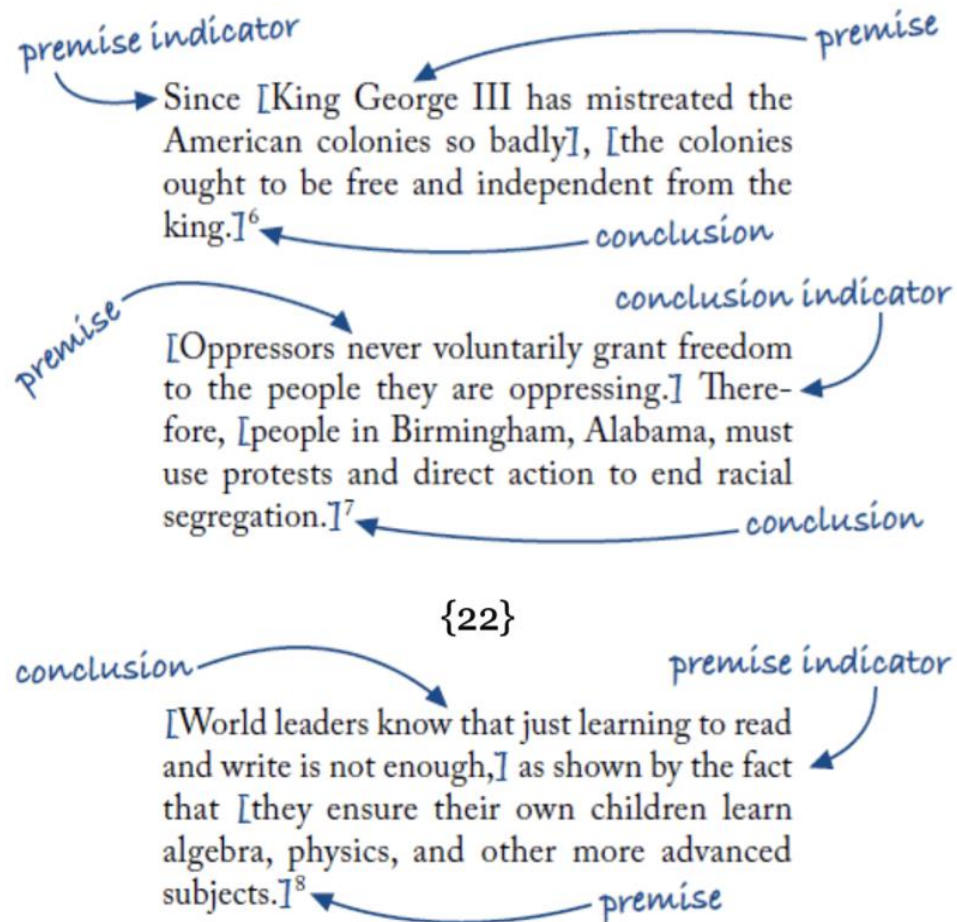 premise indicator
premise
Since [King George III has mistreated the
American colonies so badly], [the colonies
ought to be free and independent from the
king.]⁶
conclusion
premise
conclusion indicator
[Oppressors never voluntarily grant freedom
to the people they are oppressing.] There-
fore, [people in Birmingham, Alabama, must
use protests and direct action to end racial
segregation.]⁷
conclusion
{22}
conclusion
premise indicator
[World leaders know that just learning to read
and write is not enough,] as shown by the fact
that [they ensure their own children learn
algebra, physics, and other more advanced
subjects.]⁸
premise